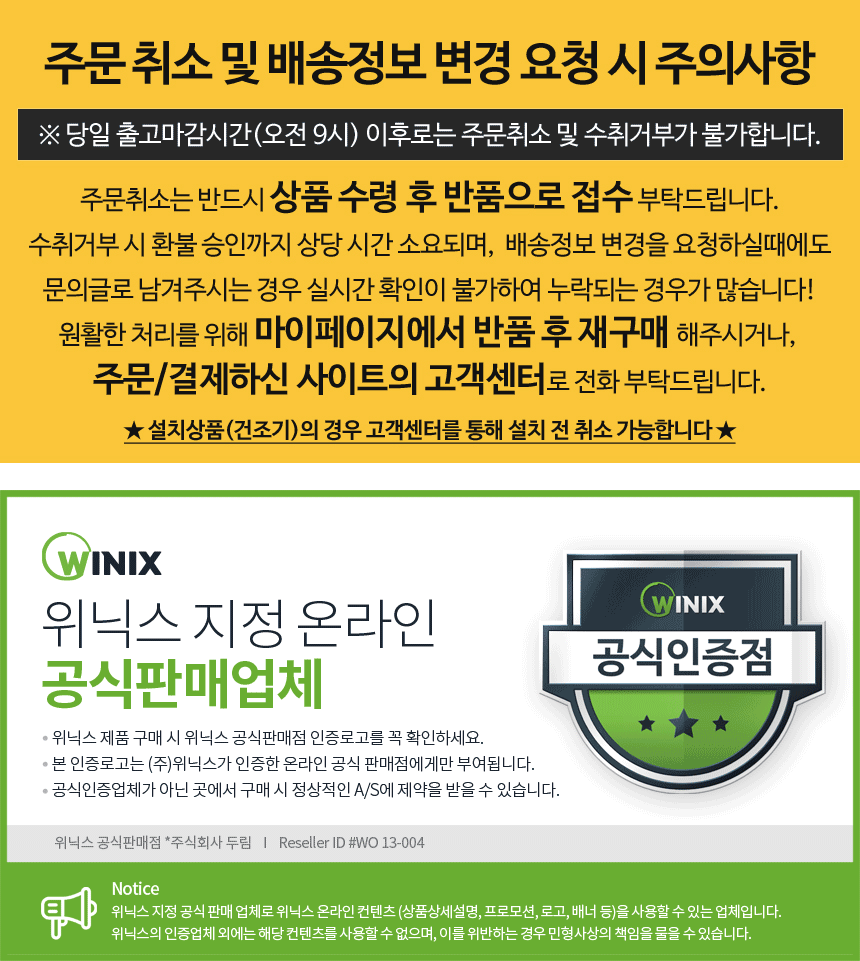 주문 취소 및 배송정보 변경 요청 시 주의사항
※ 당일 출고마감시간(오전 9시) 이후로는 주문취소 및 수취거부가 불가합니다.
주문취소는 반드시 상품 수령 후 반품으로 접수 부탁드립니다.
수취거부 시 환불 승인까지 상당 시간 소요되며, 배송정보 변경을 요청하실때에도
문의글로 남겨주시는 경우 실시간 확인이 불가하여 누락되는 경우가 많습니다!
원활한 처리를 위해 마이페이지에서 반품 후 재구매 해주시거나,
주문/결제하신 사이트의 고객센터로 전화 부탁드립니다.
★ 설치상품(건조기)의 경우 고객센터를 통해 설치 전 취소 가능합니다 ★
WINIX
위닉스 지정 온라인
공식판매업체
• 위닉스 제품 구매 시 위닉스 공식판매점 인증로고를 꼭 확인하세요.
• 본 인증로고는 (주)위닉스가 인증한 온라인 공식 판매점에게만 부여됩니다.
• 공식인증업체가 아닌 곳에서 구매 시 정상적인 A/S에 제약을 받을 수 있습니다.
WINIX
공식인증점
위닉스 공식판매점 *주식회사 두림 I Reseller ID #WO 13-004
Notice
위닉스 지정 공식 판매 업체로 위닉스 온라인 컨텐츠 (상품상세설명, 프로모션, 로고, 배너 등)을 사용할 수 있는 업체입니다.
위닉스의 인증업체 외에는 해당 컨텐츠를 사용할 수 없으며, 이를 위반하는 경우 민형사상의 책임을 물을 수 있습니다.